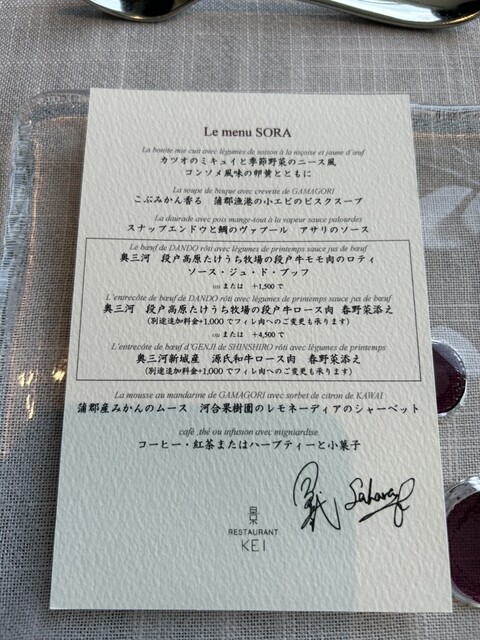 Le menu SORA
La bonite mie cuit avec légumes de saison à la niçoise et jaune d'œuf
カツオのミキュイと季節野菜のニース風
コンソメ風味の卵黄とともに
La soupe de bisque avec crevette de GAMAGORI
こぶみかん香る 蒲郡漁港の小エビのビスクスープ
La daurade avec pois mange-tout à la vapeur sauce palourdes
スナップエンドウと鯛のヴァプール アサリのソース
Le bœuf de DANDO rôti avec légumes de printemps sauce jus de bœuf
奥三河 段戸高原たけうち牧場の段戸牛モモ肉のロティ
ソース・ジュ・ド・ブッフ
ou または +1,500 で
L'entrecôte de bœuf de DANDO rôti avec légumes de printemps sauce jus de bœuf
奥三河 段戸高原たけうち牧場の段戸牛ロース肉 春野菜添え
(別途追加料金+1,000 でフィレ肉へのご変更も承ります)
ou または +4,500 で
L'entrecôte de bœuf d'GENJI de SHINSHIRO rôti avec légumes de printemps
奥三河新城産 源氏和牛ロース肉 春野菜添え
(別途追加料金+1,000 でフィレ肉へのご変更も承ります)
La mousse au mandarine de GAMAGORI avec sorbet de citron de KAWAI
蒲郡産みかんのムース 河合果樹園のレモネーディアのシャーベット
café ,thé ou infusion avec migniardise
コーヒー・紅茶またはハーブティーと小菓子
RESTAURANT
KEI